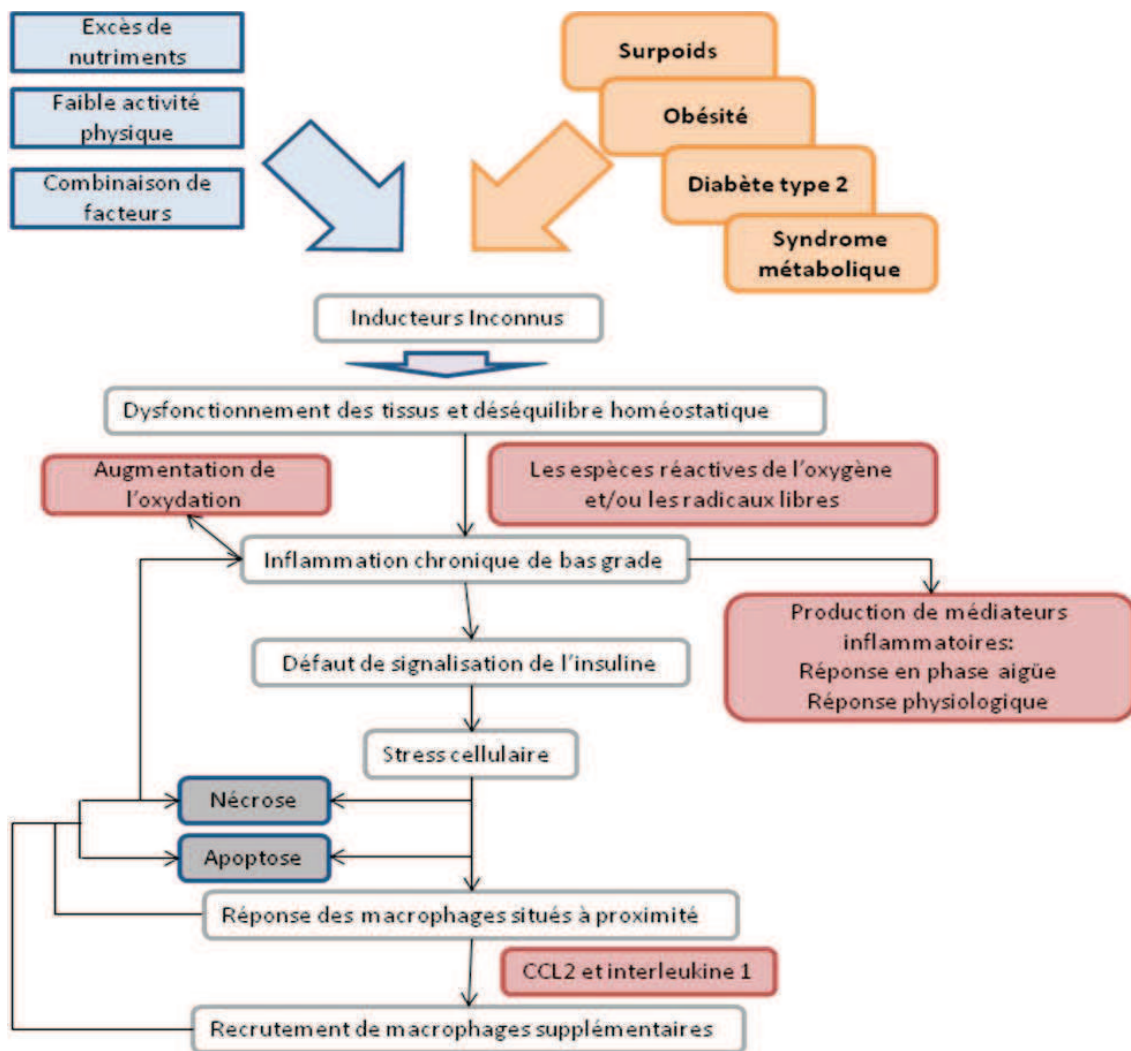 Excès de
nutriments
Faible activité
physique
Combinaison de
facteurs
Surpoids
Obésité
Diabète type 2
Syndrome
métabolique
Inducteurs Inconnus
Dysfonctionnement des tissus et déséquilibre homéostatique
Augmentation de
l'oxydation
Les espèces réactives de l'oxygène
et/ou les radicaux libres
Inflammation chronique de bas grade
Production de médiateurs
inflammatoires:
Réponse en phase aigüe
Réponse physiologique
Défaut de signalisation de l'insuline
Stress cellulaire
Nécrose
Apoptose
Réponse des macrophages situés à proximité
CCL2 et interleukine 1
Recrutement de macrophages supplémentaires